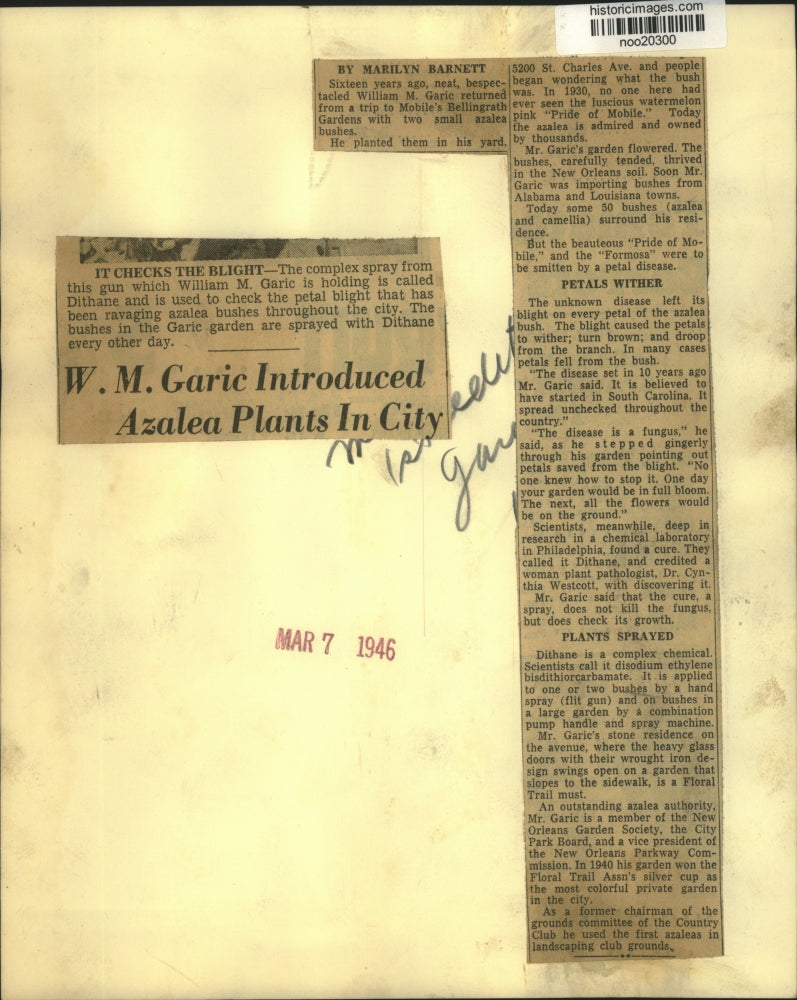 historicimages.com
noo20300
BY MARILYN BARNETT
Sixteen years ago, neat, bespec-
tacled William M. Garic returned
from a trip to Mobile's Bellingrath
Gardens with two small azalea
bushes.
He planted them in his yard,
5200 St. Charles Ave. and people
began wondering what the bush
was. In 1930, no one here had
ever seen the luscious watermelon
pink "Pride of Mobile." Today
the azalea is admired and owned
by thousands.
Mr. Garic's garden flowered. The
bushes, carefully tended, thrived
in the New Orleans soil. Soon Mr.
Garic was importing bushes from
Alabama and Louisiana towns.
Today some 50 bushes (azalea
and camellia) surround his resi-
dence.
But the beauteous "Pride of Mo-
bile," and the "Formosa" were to
be smitten by a petal disease.
PETALS WITHER
The unknown disease left its
blight on every petal of the azalea
bush. The blight caused the petals
to wither; turn brown; and droop
from the branch. In many cases
petals fell from the bush.
"The disease set in 10 years ago
Mr. Garic said. It is believed to
have started in South Carolina. It
spread unchecked throughout the
country."
"The disease is a fungus," he
said, as he stepped gingerly
through his garden pointing out
petals saved from the blight. "No
one knew how to stop it. One day
your garden would be in full bloom.
The next, all the flowers would
be on the ground."
Scientists, meanwhile, deep in
research in a chemical laboratory
in Philadelphia, found a cure. They
called it Dithane, and credited a
woman plant pathologist, Dr. Cyn-
thia Westcott, with discovering it.
Mr. Garic said that the cure, a
spray, does not kill the fungus,
but does check its growth.
PLANTS SPRAYED
Dithane is a complex chemical.
Scientists call it disodium ethylene
bisdithiorcarbamate. It is applied
to one or two bushes by a hand
spray (flit gun) and on bushes in
a large garden by a combination
pump handle and spray machine.
Mr. Garic's stone residence on
the avenue, where the heavy glass
doors with their wrought iron de-
sign swings open on a garden that
slopes to the sidewalk, is a Floral
Trail must.
An outstanding azalea authority,
Mr. Garic is a member of the New
Orleans Garden Society, the City
Park Board, and a vice president of
the New Orleans Parkway Com-
mission. In 1940 his garden won the
Floral Trail Assn's silver cup as
the most colorful private garden
in the city.
As a former chairman of the
grounds committee of the Country
Club he used the first azaleas in
landscaping club grounds.
IT CHECKS THE BLIGHT—The complex spray from
this gun which William M. Garic is holding is called
Dithane and is used to check the petal blight that has
been ravaging azalea bushes throughout the city. The
bushes in the Garic garden are sprayed with Dithane
every other day.
W. M. Garic Introduced
Azalea Plants In City
MAR 7 1946